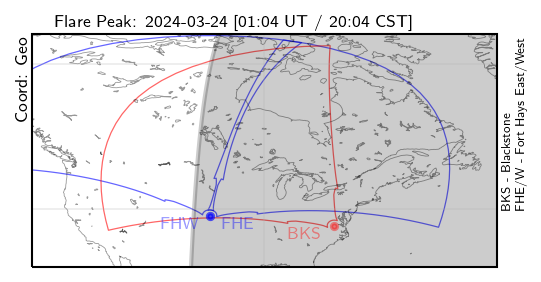 Flare Peak: 2024-03-24 [01:04 UT / 20:04 CST]
Coord: Geo
FHW
FHE
BKS
BKS - Blackstone
FHE/W - Fort Hays East/West